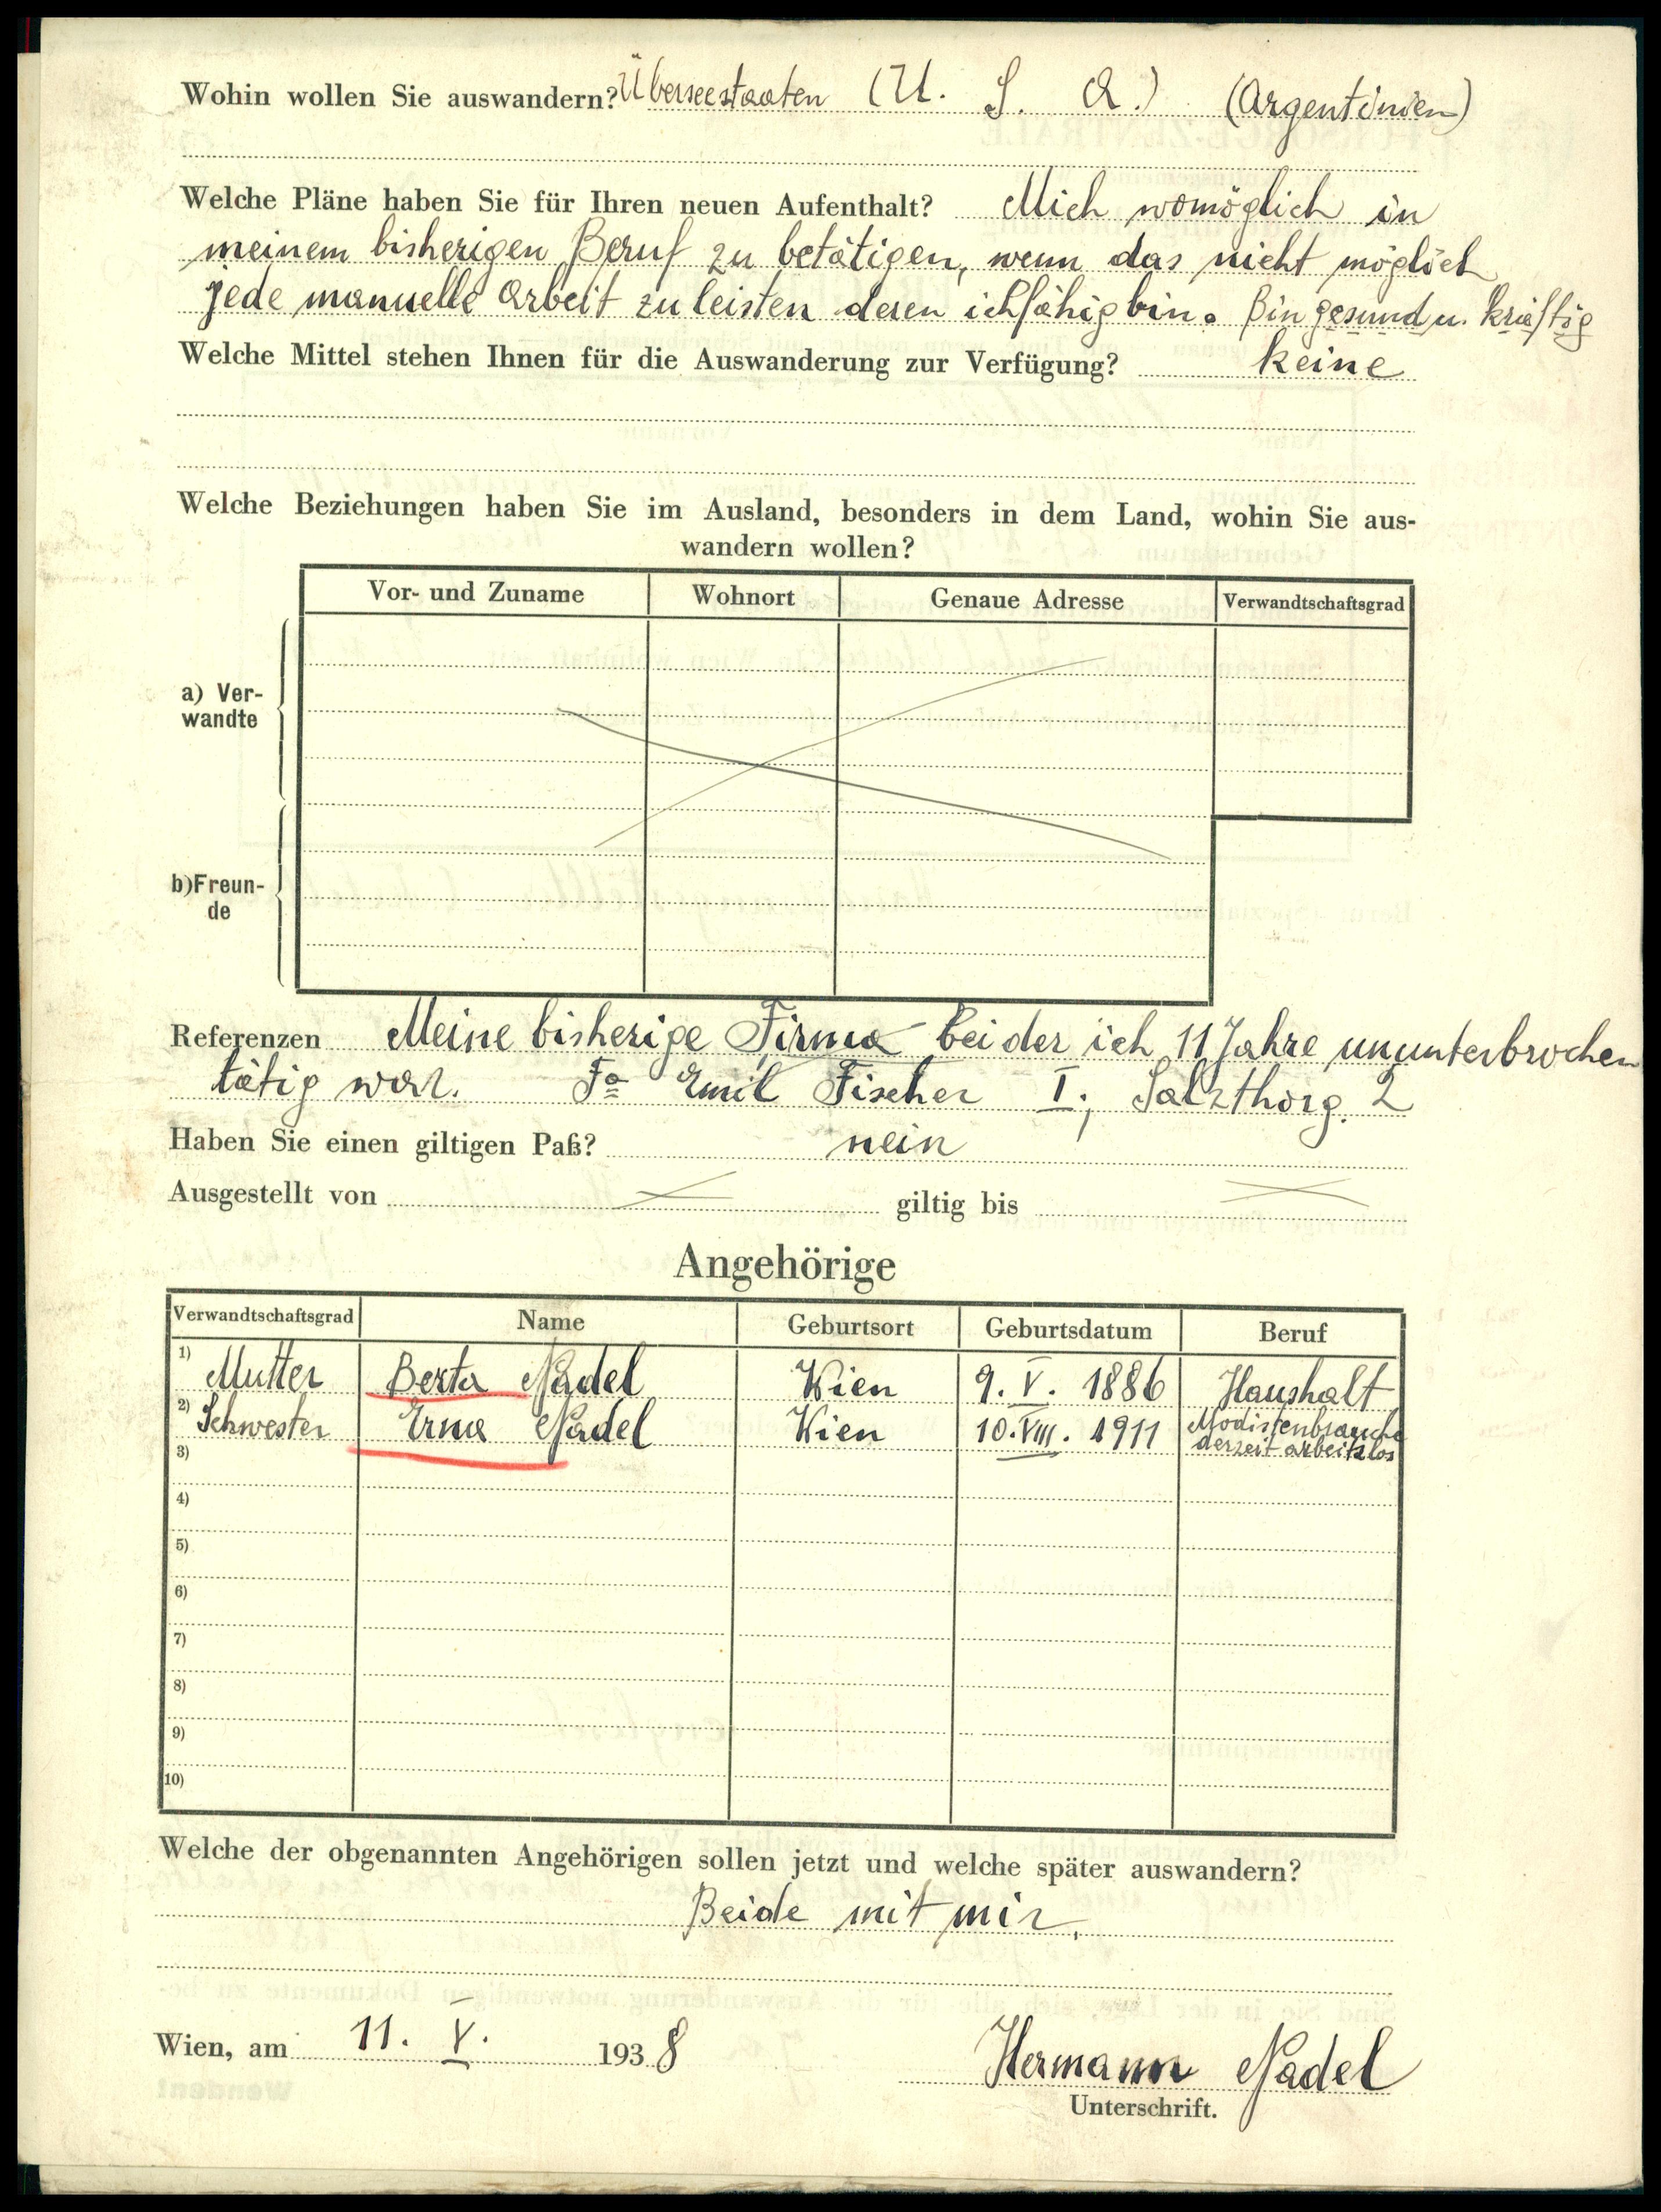 Wohin wollen Sie auswandern? Überseestaaten (U. S. A.) (Argentinien)
Welche Pläne haben Sie für Ihren neuen Aufenthalt? Mich womöglich in
meinem bisherigen Beruf zu betätigen, wenn das nicht möglich
jede manuelle Arbeit zu leisten deren ich fähig bin. Bin gesund u. kräftig
Welche Mittel stehen Ihnen für die Auswanderung zur Verfügung? keine
Welche Beziehungen haben Sie im Ausland, besonders in dem Land, wohin Sie aus-
wandern wollen?
Vor- und Zuname Wohnort Genaue Adresse Verwandtschaftsgrad
a) Ver-
wandte
b) Freun-
de
Referenzen Meine bisherige Firma bei der ich 11 Jahre ununterbrochen
tätig war. Fa Emil Fischer I., Salzthorg. 2
Haben Sie einen giltigen Paß? nein
Ausgestellt von giltig bis
Angehörige
Verwandtschaftsgrad Name Geburtsort Geburtsdatum Beruf
1) Mutter Berta Nadel Wien 9. V. 1886 Haushalt
2) Schwester Erna Nadel Wien 10. VIII. 1911 Modistenbranche
derzeit arbeitslos
3)
4)
5)
6)
7)
8)
9)
10)
Welche der obgenannten Angehörigen sollen jetzt und welche später auswandern?
Beide mit mir.
Wien, am 11. V. 1938
Hermann Nadel
Unterschrift.